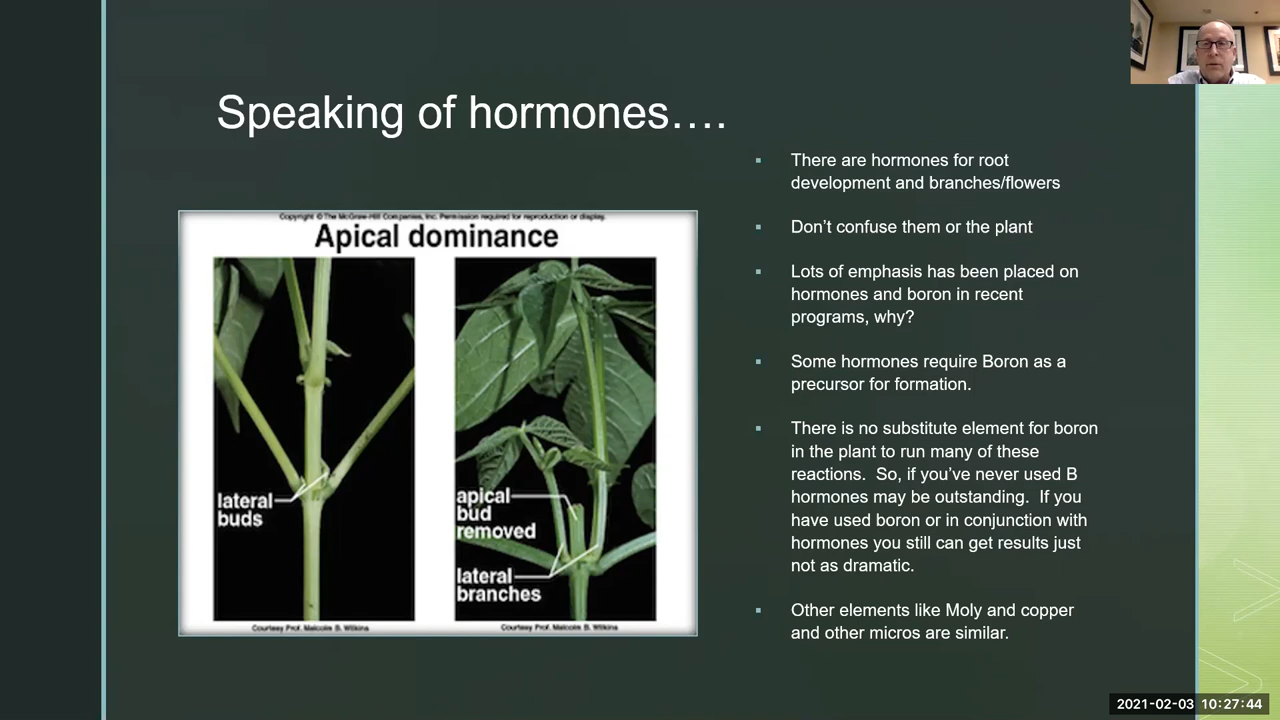 Speaking of hormones….
Copyright © The McGraw-Hill Companies, Inc. Permission required for reproduction or display.
Apical dominance
lateral
buds
apical
bud
removed
lateral
branches
Courtesy Prof. Malcolm B. Wilkins
Courtesy Prof. Malcolm B. Wilkins
There are hormones for root
development and branches/flowers
Don’t confuse them or the plant
Lots of emphasis has been placed on
hormones and boron in recent
programs, why?
Some hormones require Boron as a
precursor for formation.
There is no substitute element for boron
in the plant to run many of these
reactions.  So, if you’ve never used B
hormones may be outstanding.  If you
have used boron or in conjunction with
hormones you still can get results just
not as dramatic.
Other elements like Moly and copper
and other micros are similar.
2021-02-03 10:27:44